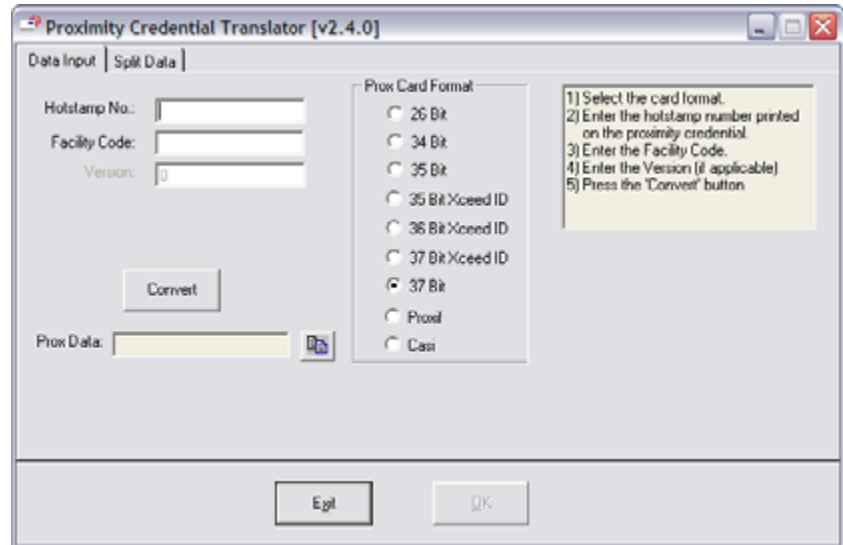 Proximity Credential Translator [v2.4.0]
Data Input
Split Data
Hotstamp No.:
Facility Code:
Version:
0
Convert
Prox Data:
Prox Card Format
26 Bit
34 Bit
35 Bit
35 Bit Xceed ID
36 Bit Xceed ID
37 Bit Xceed ID
37 Bit
Proxif
Casi
1) Select the card format.
2) Enter the hotstamp number printed
on the proximity credential.
3) Enter the Facility Code.
4) Enter the Version (if applicable)
5) Press the 'Convert' button
Exit
OK